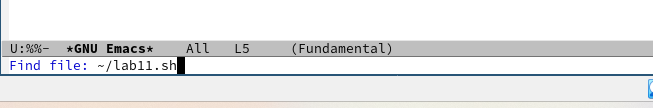 U:%%-  *GNU Emacs*    All   L5     (Fundamental)
Find file: ~/lab11.sh